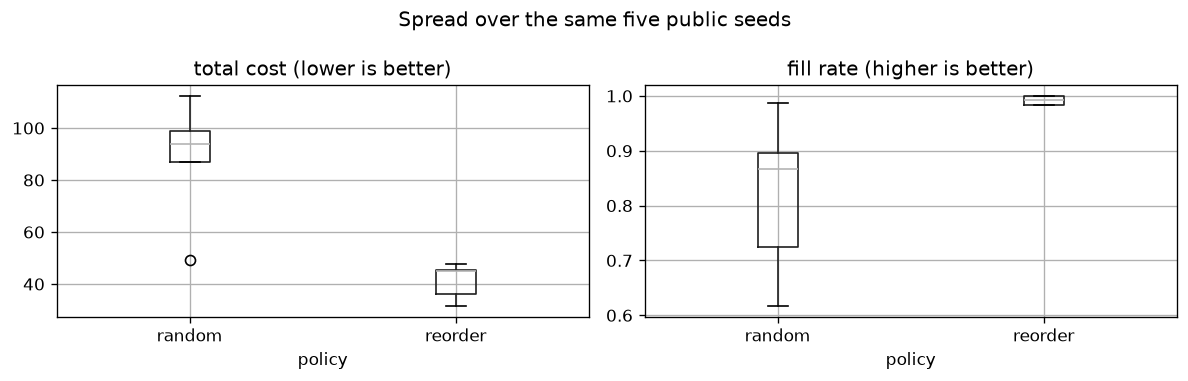 Spread over the same five public seeds
total cost (lower is better)
100
80
60
40
random
reorder
policy
fill rate (higher is better)
1.0
0.9
0.8
0.7
0.6
random
reorder
policy